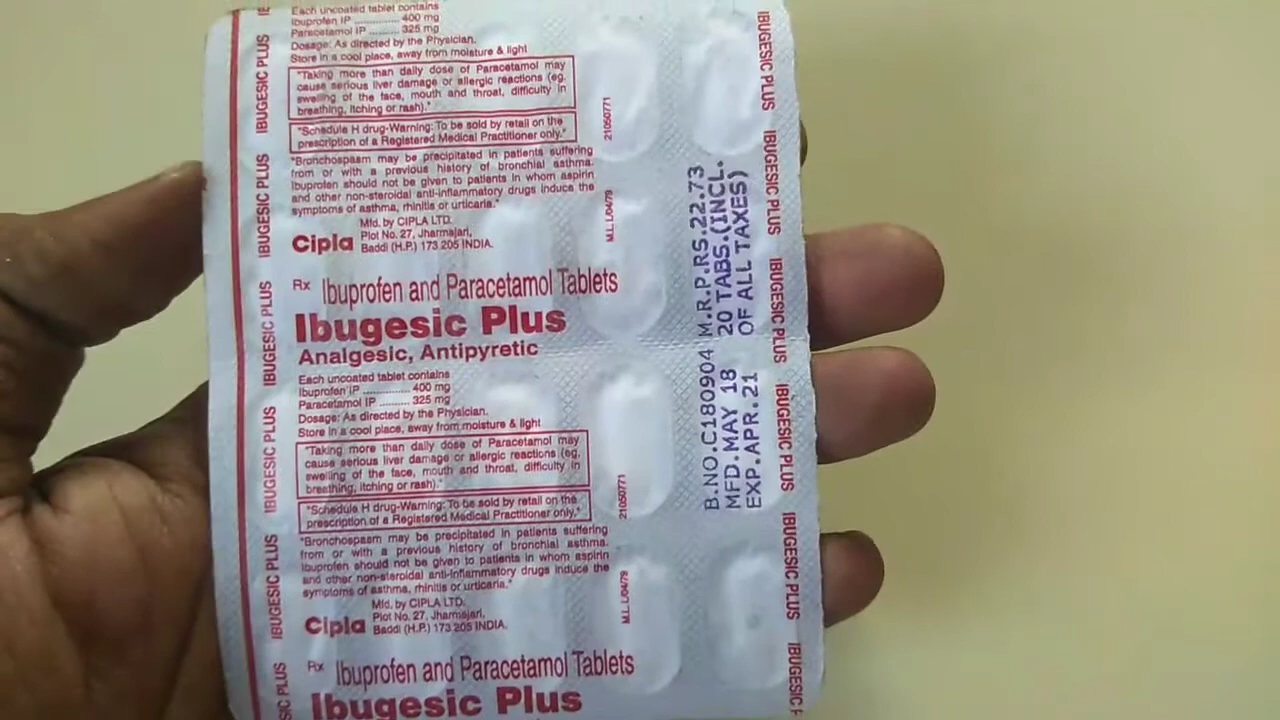 Each uncoated tablet contains
Ibuprofen IP .............. 400 mg
Paracetamol IP .......... 325 mg
Dosage: As directed by the Physician.
Store in a cool place, away from moisture & light
"Taking more than daily dose of Paracetamol may
cause serious liver damage or allergic reactions (eg.
swelling of the face, mouth and throat, difficulty in
breathing, itching or rash)."
"Schedule H drug-Warning: To be sold by retail on the
prescription of a Registered Medical Practitioner only."
"Bronchospasm may be precipitated in patients suffering
from or with a previous history of bronchial asthma.
Ibuprofen should not be given to patients in whom aspirin
and other non-steroidal anti-inflammatory drugs induce the
symptoms of asthma, rhinitis or urticaria."
Mfd. by CIPLA LTD.
Cipla Plot No. 27, Jharmajari,
Baddi (H.P.) 173 205 INDIA.
Rx Ibuprofen and Paracetamol Tablets
Ibugesic Plus
Analgesic, Antipyretic
Each uncoated tablet contains
Ibuprofen IP .............. 400 mg
Paracetamol IP .......... 325 mg
Dosage: As directed by the Physician.
Store in a cool place, away from moisture & light
"Taking more than daily dose of Paracetamol may
cause serious liver damage or allergic reactions (eg.
swelling of the face, mouth and throat, difficulty in
breathing, itching or rash)."
"Schedule H drug-Warning: To be sold by retail on the
prescription of a Registered Medical Practitioner only."
"Bronchospasm may be precipitated in patients suffering
from or with a previous history of bronchial asthma.
Ibuprofen should not be given to patients in whom aspirin
and other non-steroidal anti-inflammatory drugs induce the
symptoms of asthma, rhinitis or urticaria."
Mfd. by CIPLA LTD.
Cipla Plot No. 27, Jharmajari,
Baddi (H.P.) 173 205 INDIA.
Rx Ibuprofen and Paracetamol Tablets
Ibugesic Plus
IBUGESIC PLUS
IBUGESIC PLUS
IBUGESIC PLUS
IBUGESIC PLUS
IBUGESIC PLUS
SIC PLUS
21050771
M.L. L/04/79
21050771
M.L. L/04/79
B.NO.C180904 M.R.P.RS.22.73
MFD.MAY 18 20 TABS.(INCL.
EXP.APR.21 OF ALL TAXES)
IBUGESIC PLUS
IBUGESIC PLUS
IBUGESIC PLUS
IBUGESIC PLUS
IBUGESIC PLUS
IBUGESIC P